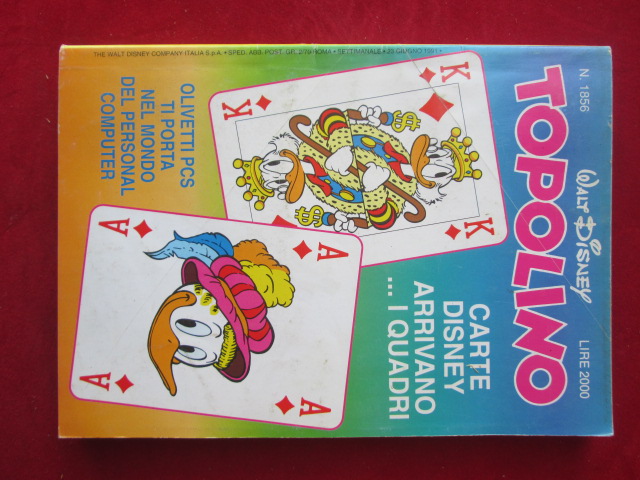 THE WALT DISNEY COMPANY ITALIA S.p.A. • SPED. ABB. POST. GR. 2/70 ROMA • SETTIMANALE • 23 GIUGNO 1991 •
N. 1856
WALT DISNEY
LIRE 2000
TOPOLINO
K
K
OLIVETTI PCS
TI PORTA
NEL MONDO
DEL PERSONAL
COMPUTER
$
$
A
A
A
A
CARTE
DISNEY
ARRIVANO
... I QUADRI